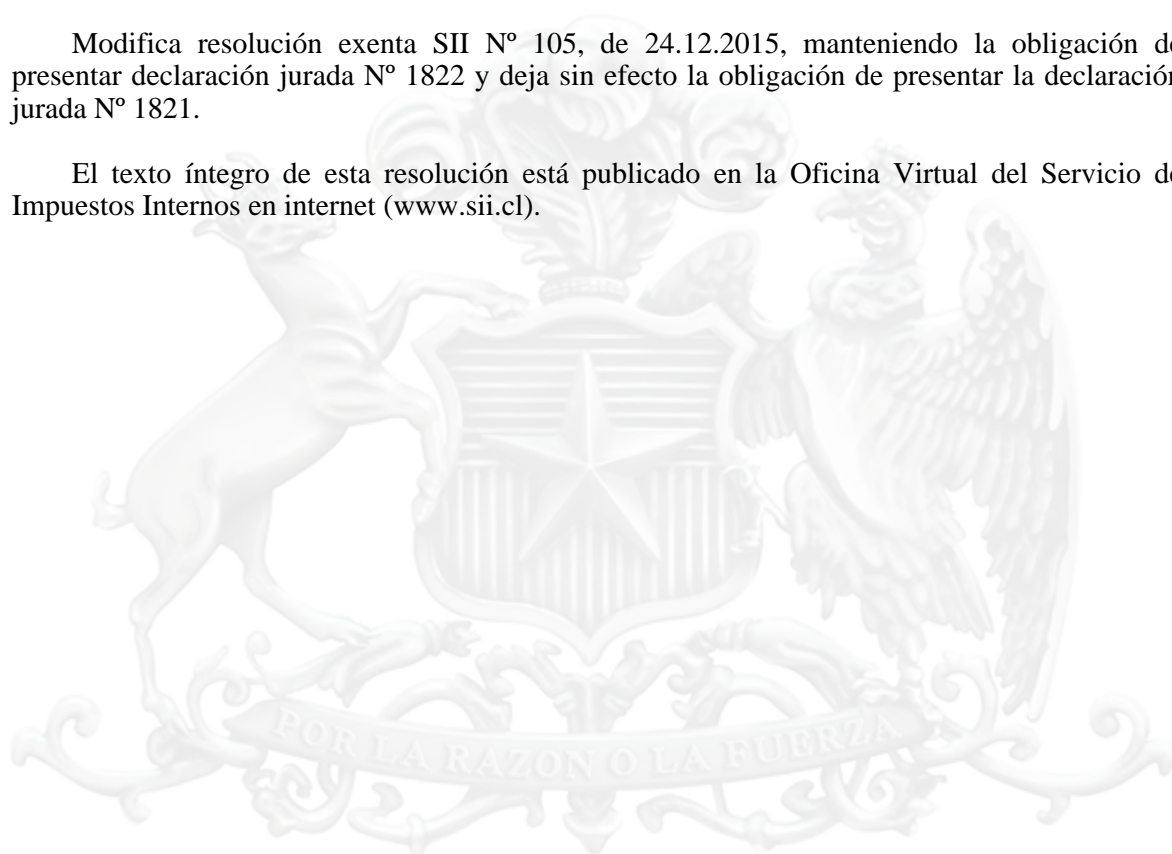 Modifica resolución exenta SII Nº 105, de 24.12.2015, manteniendo la obligación d
presentar declaración jurada Nº 1822 y deja sin efecto la obligación de presentar la declaración
jurada Nº 1821.
El texto íntegro de esta resolución está publicado en la Oficina Virtual del Servicio d
Impuestos Internos en internet (www.sii.cl).
POR LA RAZON O LA FUERZA